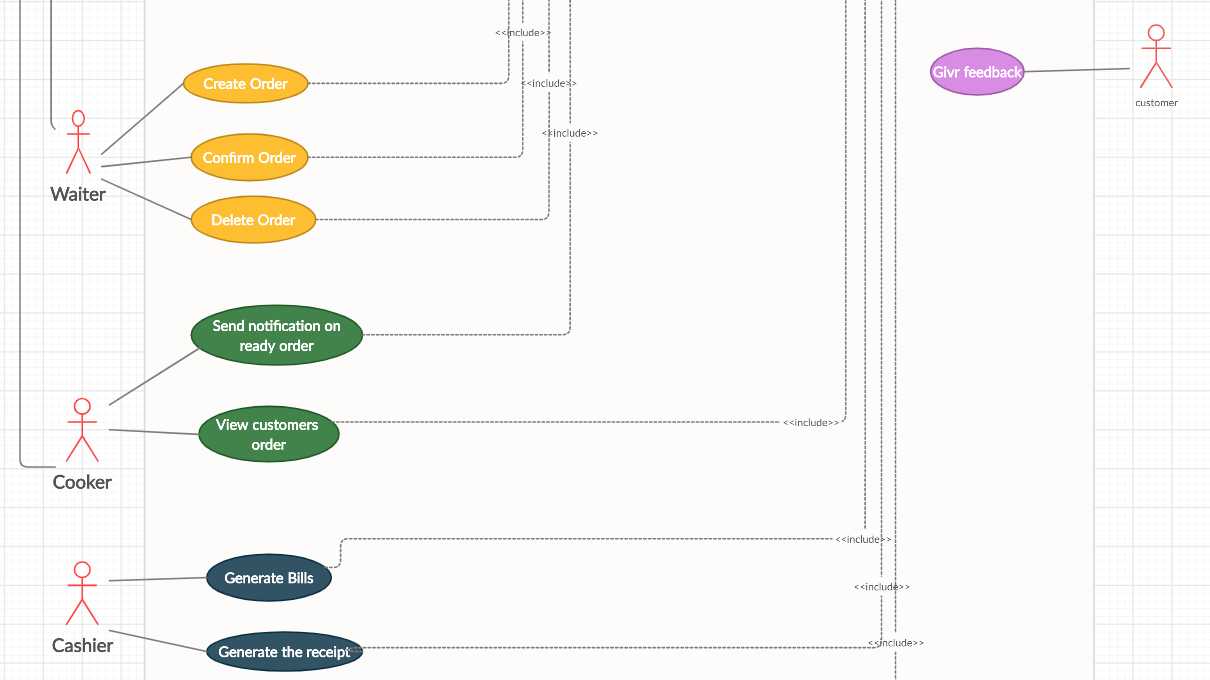 <<include>>
Givr feedback
customer
Create Order
<<include>>
<<include>>
Confirm Order
Waiter
Delete Order
Send notification on
ready order
View customers
order
<<include>>
Cooker
<<include>>
Generate Bills
<<include>>
Cashier
Generate the receipt
<<include>>